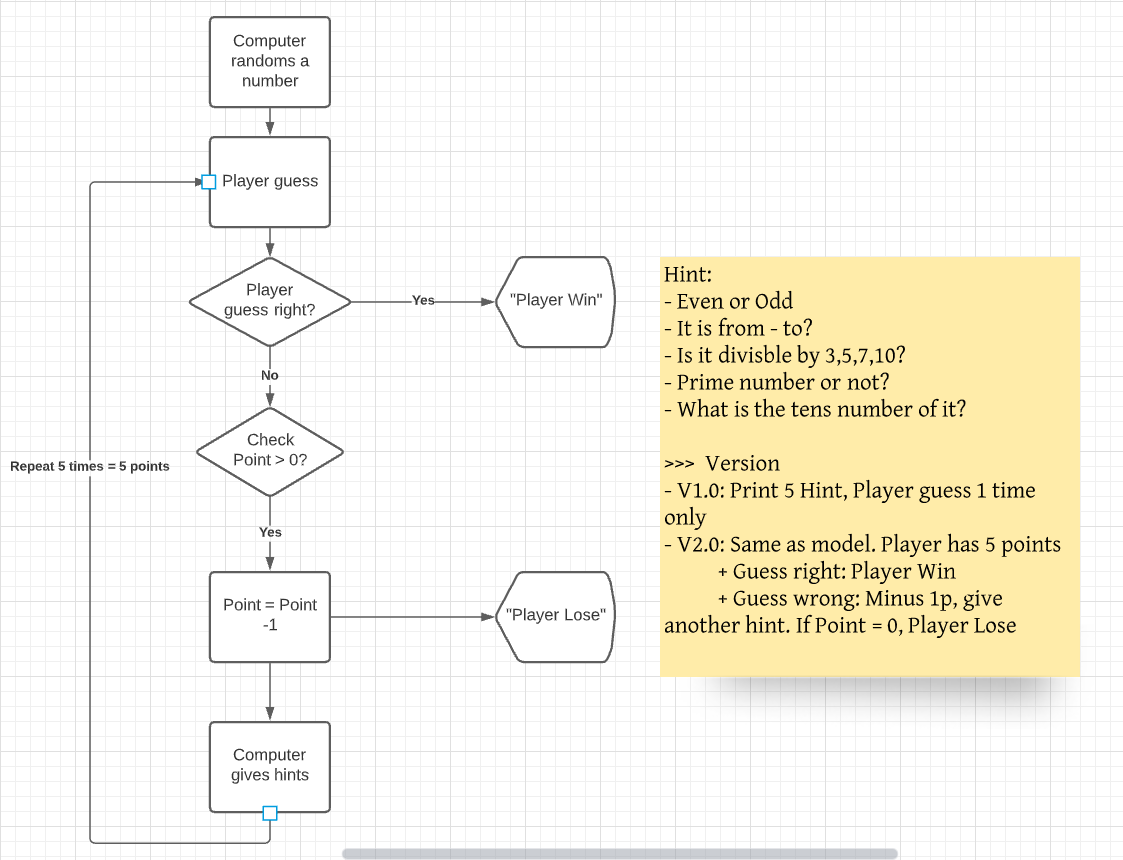 Computer
randoms a
number
Player guess
Player
guess right?
Yes
"Player Win"
No
Check
Point > 0?
Repeat 5 times = 5 points
Yes
Point = Point
-1
"Player Lose"
Computer
gives hints
Hint:
- Even or Odd
- It is from - to?
- Is it divisble by 3,5,7,10?
- Prime number or not?
- What is the tens number of it?
>>> Version
- V1.0: Print 5 Hint, Player guess 1 time
only
- V2.0: Same as model. Player has 5 points
+ Guess right: Player Win
+ Guess wrong: Minus 1p, give
another hint. If Point = 0, Player Lose